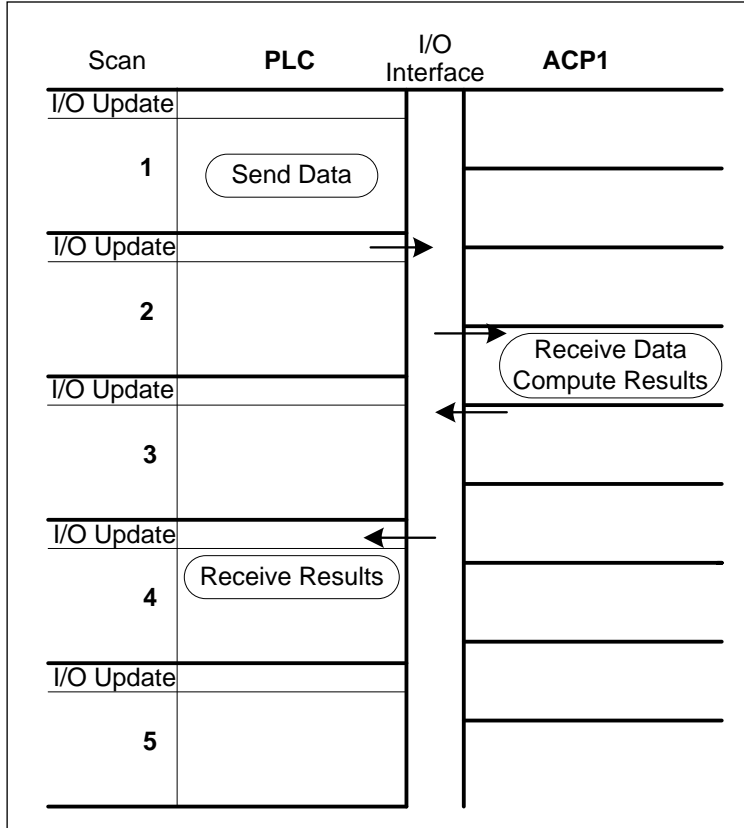 Scan
PLC
I/O
Interface
ACP1
I/O Update
1
Send Data
I/O Update
2
Receive Data
Compute Results
I/O Update
3
I/O Update
Receive Results
4
I/O Update
5